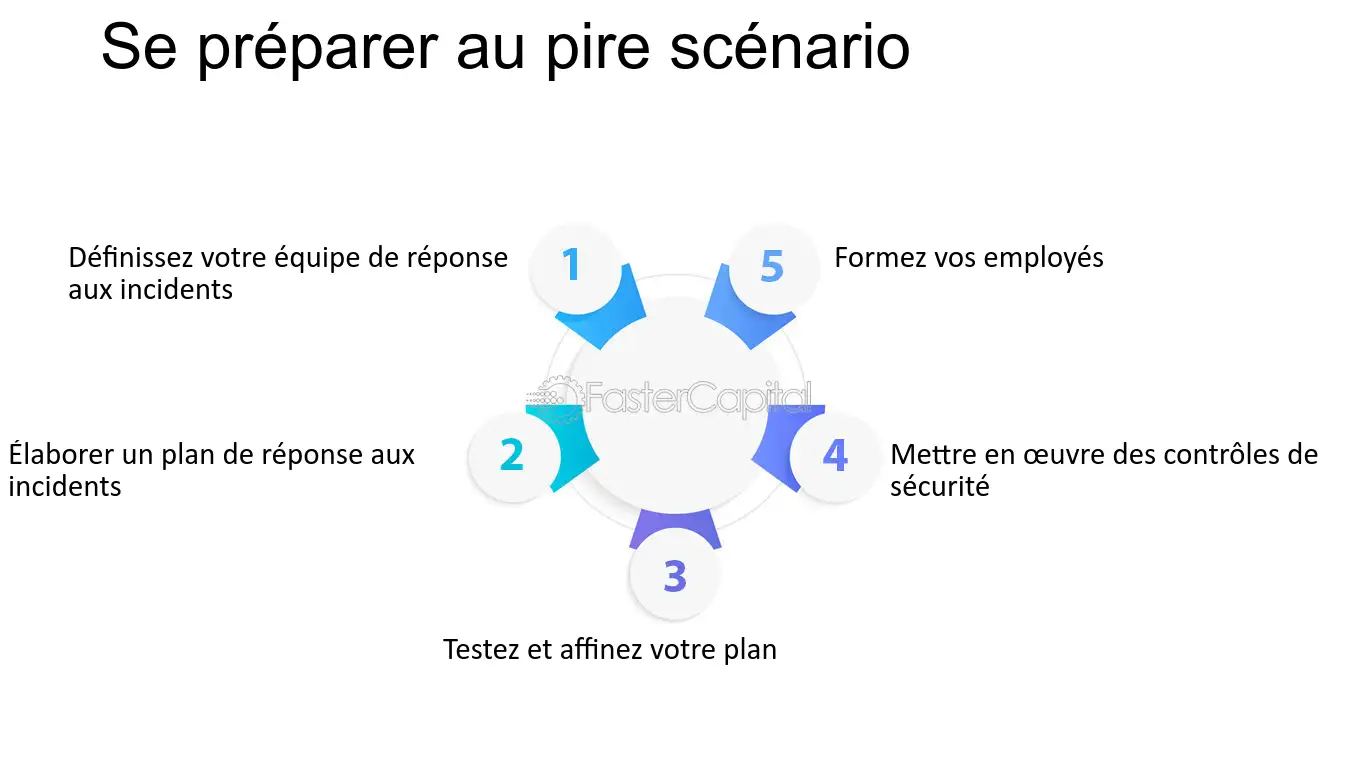 Se préparer au pire scénario
1
Définissez votre équipe de réponse
aux incidents
5
Formez vos employés
FasterCapital
2
Élaborer un plan de réponse aux
incidents
4
Mettre en œuvre des contrôles de
sécurité
3
Testez et affinez votre plan